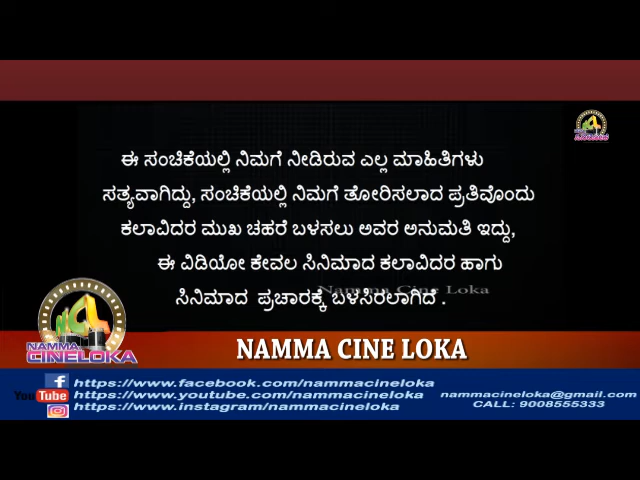 ಈ ಸಂಚಿಕೆಯಲ್ಲಿ ನಿಮಗೆ ನೀಡಿರುವ ಎಲ್ಲ ಮಾಹಿತಿಗಳು
ಸತ್ಯವಾಗಿದ್ದು, ಸಂಚಿಕೆಯಲ್ಲಿ ನಿಮಗೆ ತೋರಿಸಲಾದ ಪ್ರತಿವೊಂದು
ಕಲಾವಿದರ ಮುಖ ಚಹರೆ ಬಳಸಲು ಅವರ ಅನುಮತಿ ಇದ್ದು,
ಈ ವಿಡಿಯೋ ಕೇವಲ ಸಿನಿಮಾದ ಕಲಾವಿದರ ಹಾಗು
Namma Cine Loka
ಸಿನಿಮಾದ ಪ್ರಚಾರಕ್ಕೆ ಬಳಸಿರಲಾಗಿದೆ .
NCL
NAMMA
CINELOKA
NAMMA CINE LOKA
https://www.facebook.com/nammacineloka
YouTube https://www.youtube.com/nammacineloka
https://www.instagram/nammacineloka
nammacineloka@gmail.com
CALL: 9008555333